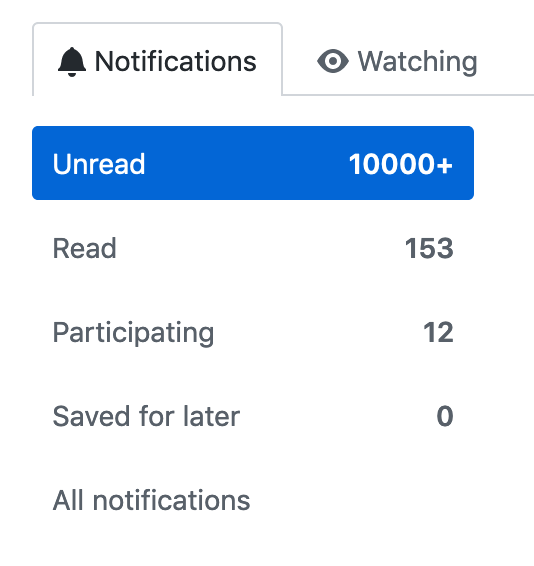 Notifications Watching
Unread 10000+
Read 153
Participating 12
Saved for later 0
All notifications